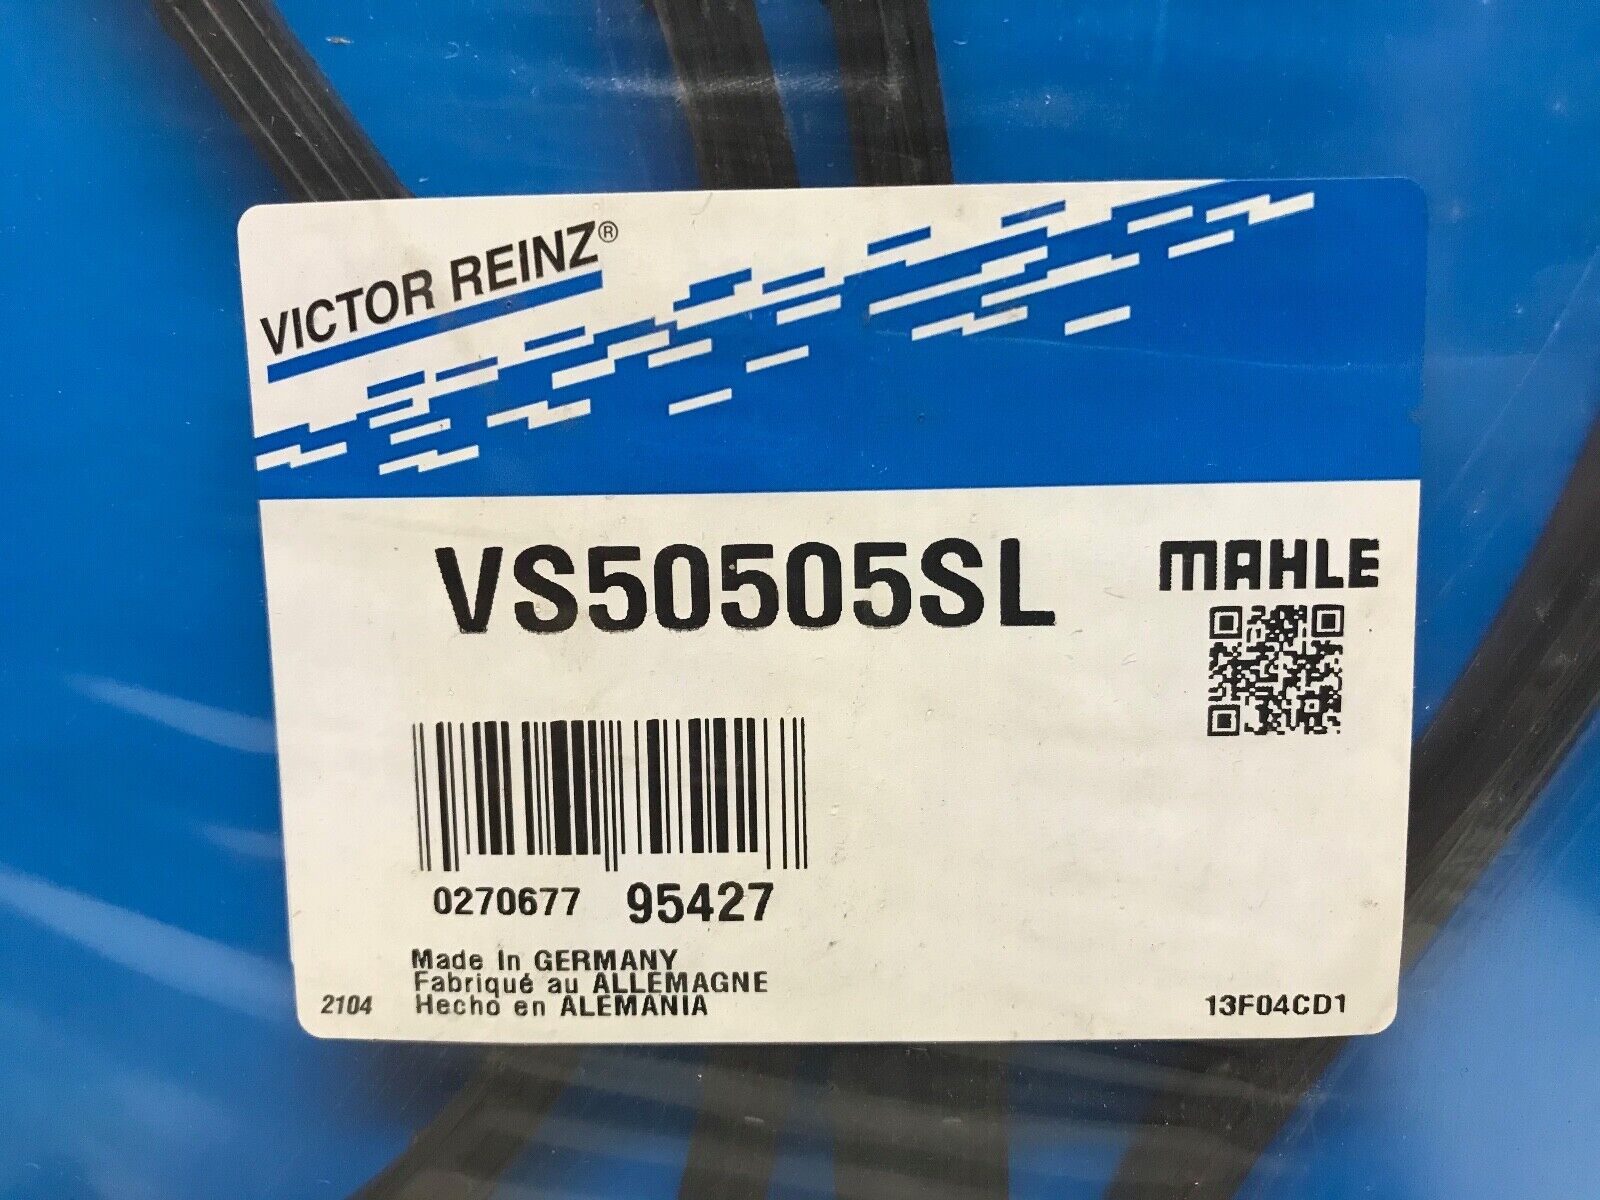 VICTOR REINZ®
VS50505SL
MAHLE
0270677 95427
Made In GERMANY
Fabriqué au ALLEMAGNE
2104 Hecho en ALEMANIA 13F04CD1